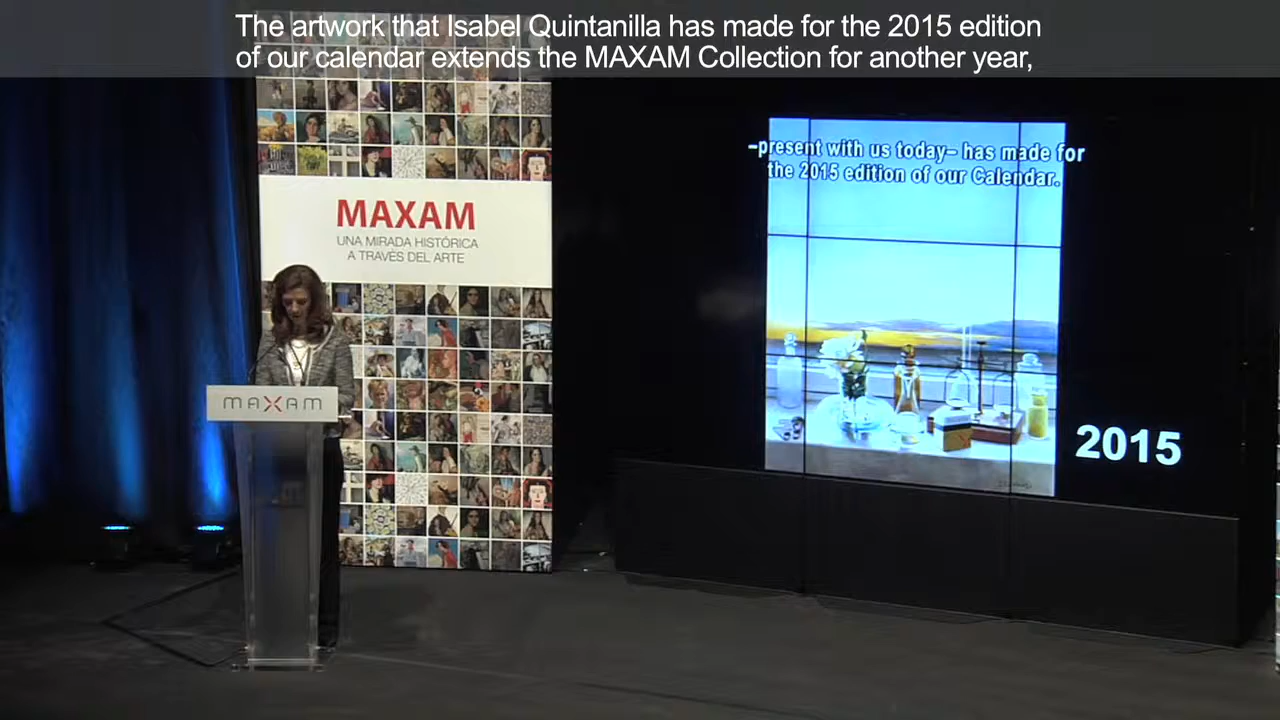 The artwork that Isabel Quintanilla has made for the 2015 edition
of our calendar extends the MAXAM Collection for another year,
–present with us today– has made for
the 2015 edition of our Calendar.
MAXAM
UNA MIRADA HISTÓRICA
A TRAVÉS DEL ARTE
MAXAM
2015